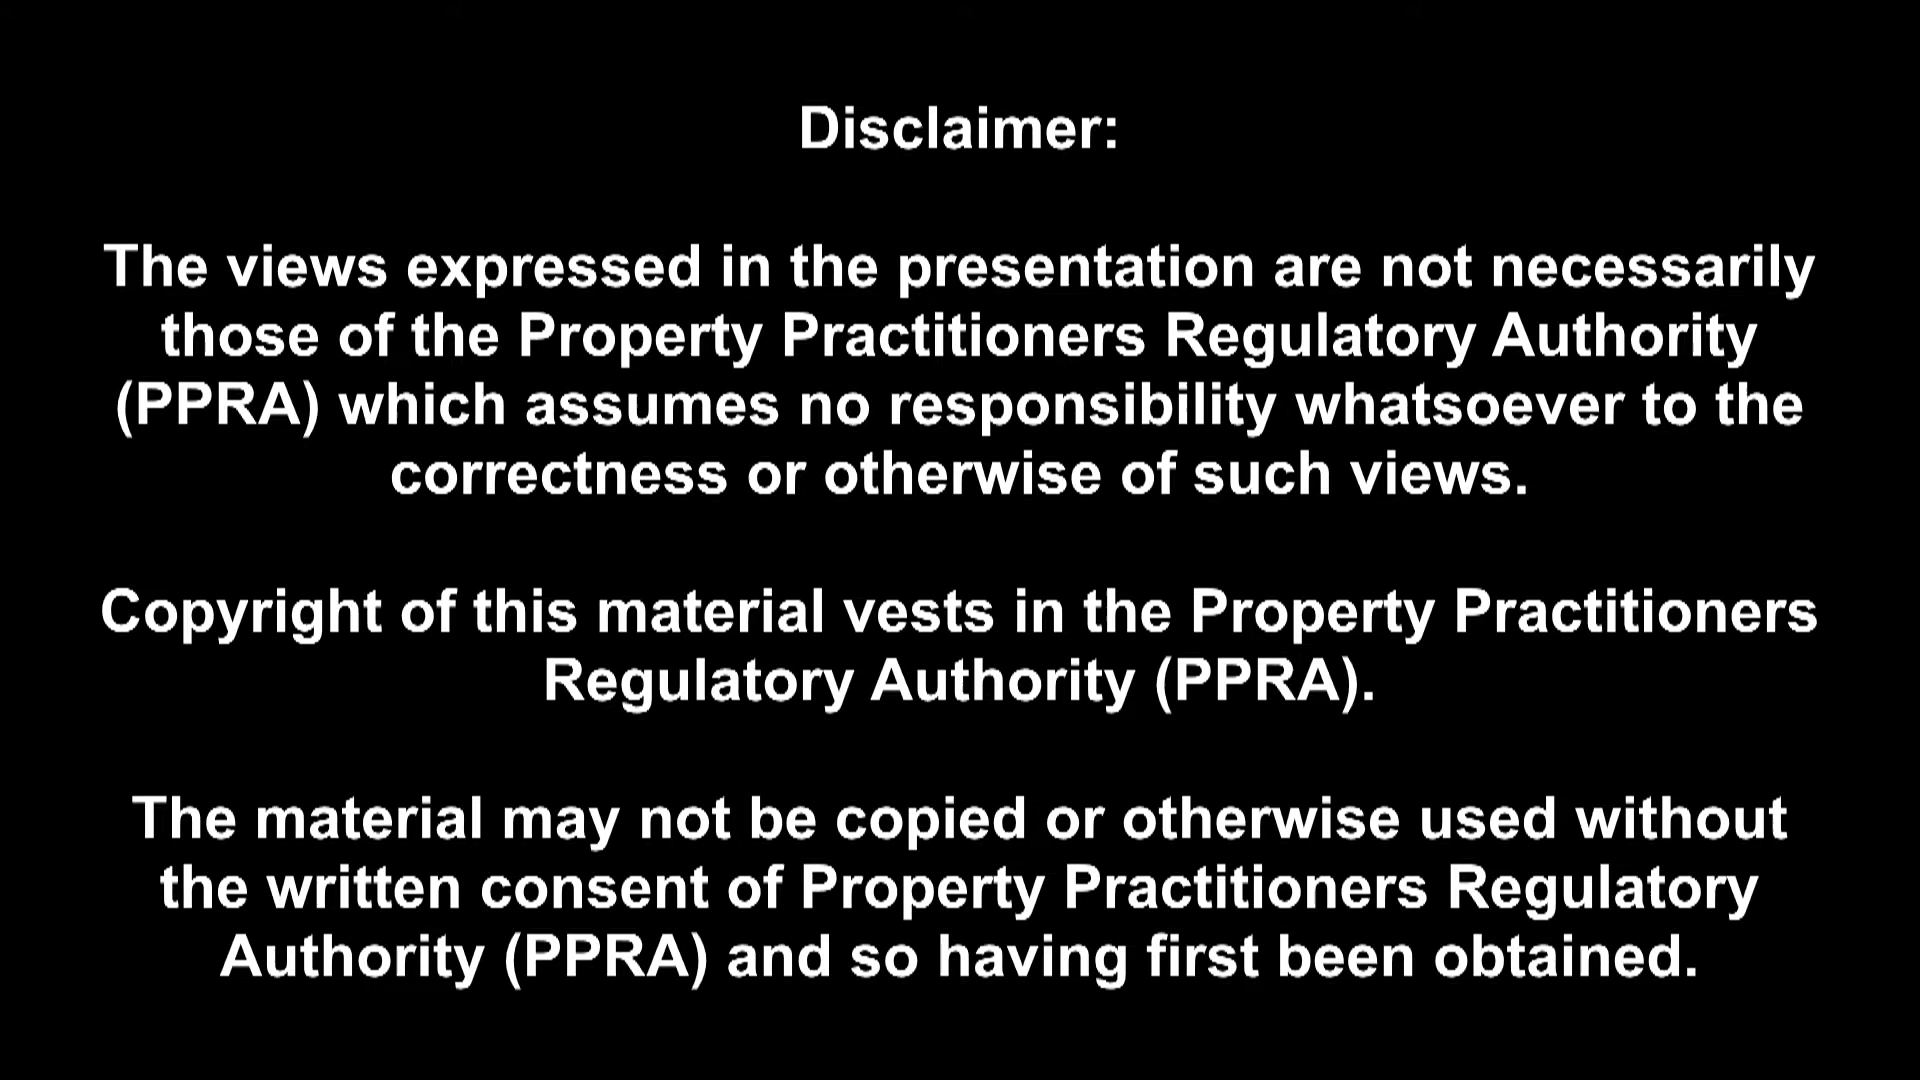 Disclaimer:
The views expressed in the presentation are not necessarily
those of the Property Practitioners Regulatory Authority
(PPRA) which assumes no responsibility whatsoever to the
correctness or otherwise of such views.
Copyright of this material vests in the Property Practitioners
Regulatory Authority (PPRA).
The material may not be copied or otherwise used without
the written consent of Property Practitioners Regulatory
Authority (PPRA) and so having first been obtained.